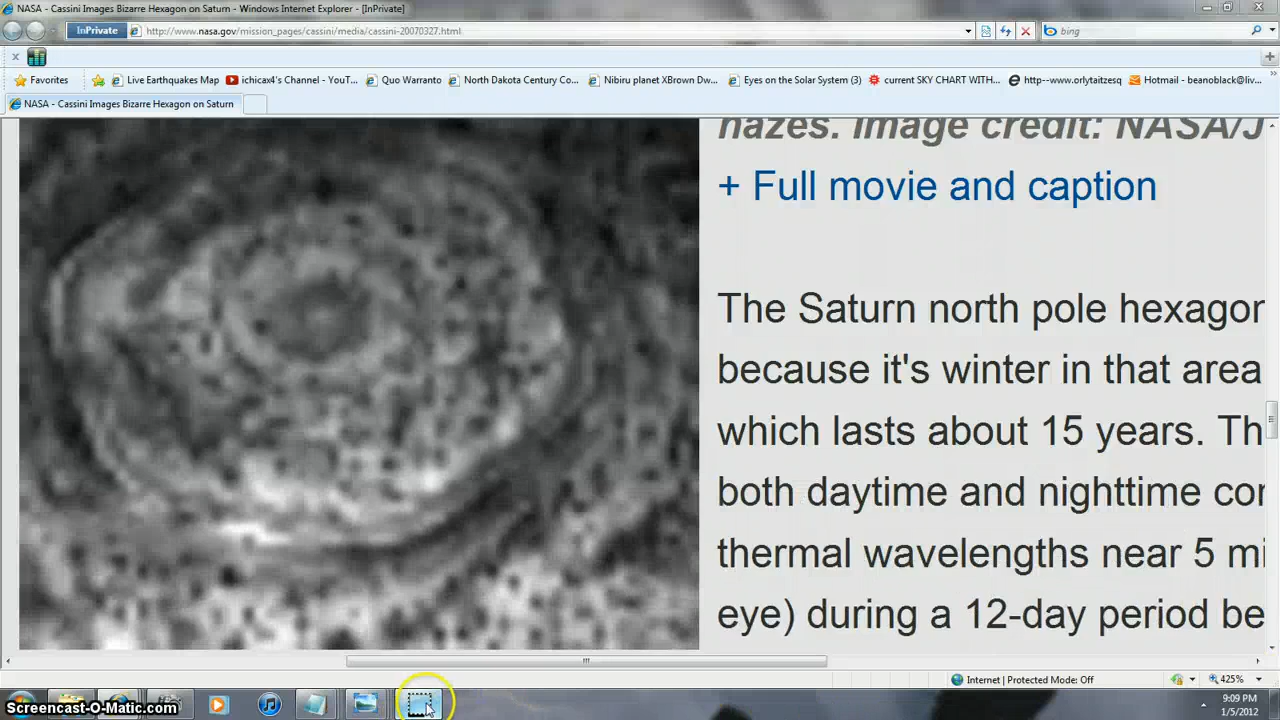 NASA - Cassini Images Bizarre Hexagon on Saturn - Windows Internet Explorer - [InPrivate]
InPrivate http://www.nasa.gov/mission_pages/cassini/media/cassini-20070327.html bing
Favorites Live Earthquakes Map ichicax4's Channel - YouT... Quo Warranto North Dakota Century Co... Nibiru planet XBrown Dw... Eyes on the Solar System (3) current SKY CHART WITH... http--www.orlytaitzesq Hotmail - beanoblack@liv...
NASA - Cassini Images Bizarre Hexagon on Saturn
hazes. Image credit: NASA/J
+ Full movie and caption
The Saturn north pole hexagon
because it's winter in that area
which lasts about 15 years. Th
both daytime and nighttime con
thermal wavelengths near 5 mi
eye) during a 12-day period be
Internet | Protected Mode: Off 425%
Screencast-O-Matic.com
9:09 PM
1/5/2012